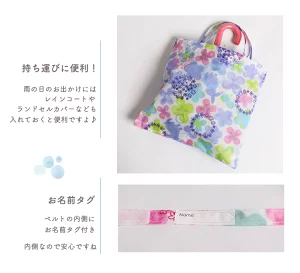 持ち運びに便利！
雨の日のお出かけには
レインコートや
ランドセルカバーなども
入れておくと便利ですよ♪
お名前タグ
ベルトの内側に
お名前タグ付き
内側なので安心ですね
Name